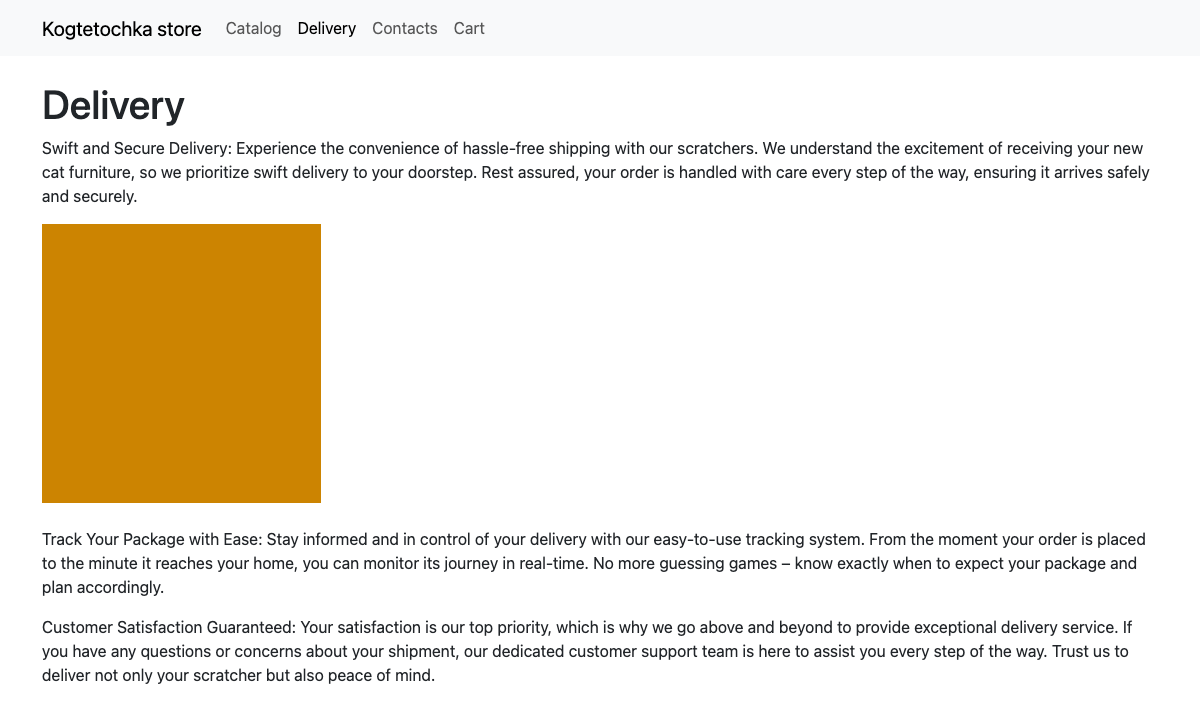 Kogtetochka store Catalog Delivery Contacts Cart
Delivery
Swift and Secure Delivery: Experience the convenience of hassle-free shipping with our scratchers. We understand the excitement of receiving your new
cat furniture, so we prioritize swift delivery to your doorstep. Rest assured, your order is handled with care every step of the way, ensuring it arrives safely
and securely.
Track Your Package with Ease: Stay informed and in control of your delivery with our easy-to-use tracking system. From the moment your order is placed
to the minute it reaches your home, you can monitor its journey in real-time. No more guessing games – know exactly when to expect your package and
plan accordingly.
Customer Satisfaction Guaranteed: Your satisfaction is our top priority, which is why we go above and beyond to provide exceptional delivery service. If
you have any questions or concerns about your shipment, our dedicated customer support team is here to assist you every step of the way. Trust us to
deliver not only your scratcher but also peace of mind.